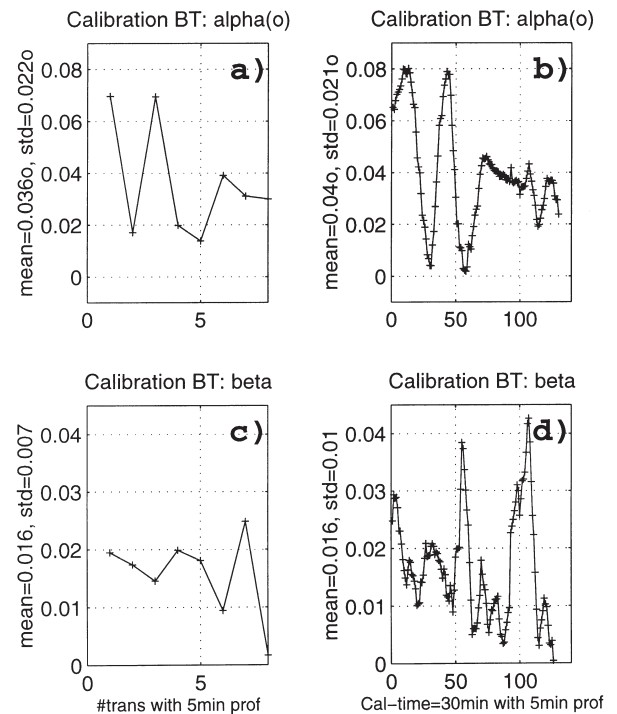 Calibration BT: alpha(o)
Calibration BT: alpha(o)
a)
b)
mean=0.036o, std=0.022o
0.08
0.06
0.04
0.02
0
0
5
mean=0.04o, std=0.021o
0.08
0.06
0.04
0.02
0
0
50
100
Calibration BT: beta
Calibration BT: beta
c)
d)
mean=0.016, std=0.007
0.04
0.03
0.02
0.01
0
0
5
#trans with 5min prof
mean=0.016, std=0.01
0.04
0.03
0.02
0.01
0
0
50
100
Cal-time=30min with 5min prof